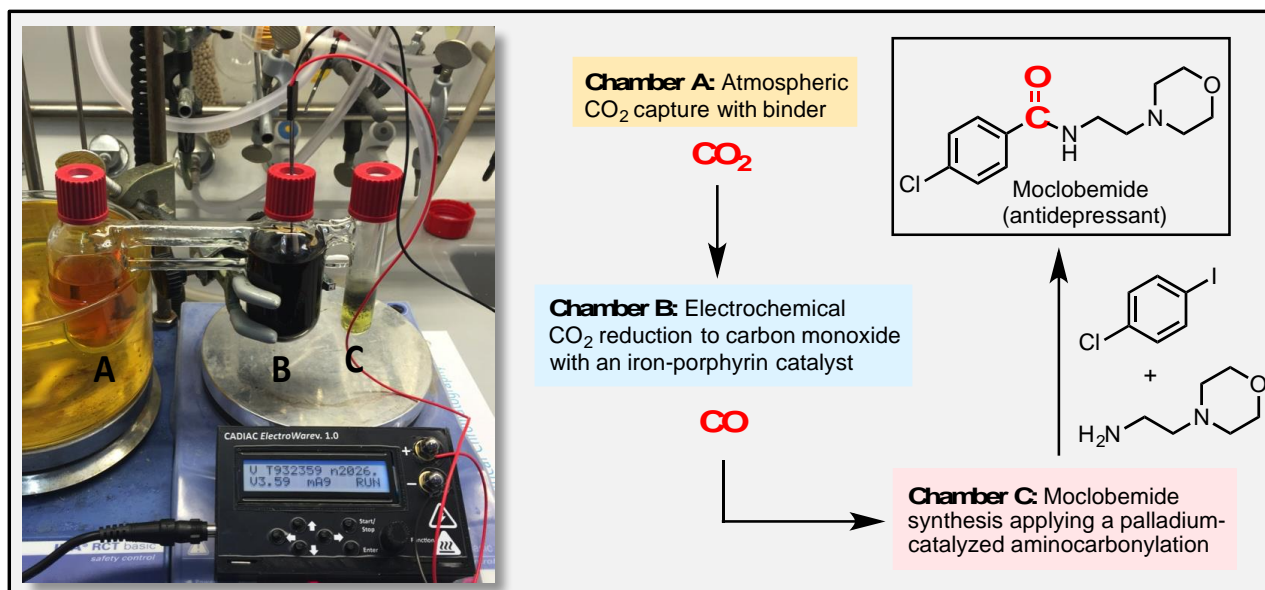 A
B
C
CADIAC ElectroWarev. 1.0
V T932359 n2026.
V3.59 mA9 RUN
+
−
Start/
Stop
Enter
Function
RCT basic
safety control
Chamber A: Atmospheric
CO₂ capture with binder
CO₂
Chamber B: Electrochemical
CO₂ reduction to carbon monoxide
with an iron-porphyrin catalyst
CO
O
C
N
H
N
O
Cl
Moclobemide
(antidepressant)
I
Cl
+
H₂N
N
O
Chamber C: Moclobemide
synthesis applying a palladium-
catalyzed aminocarbonylation